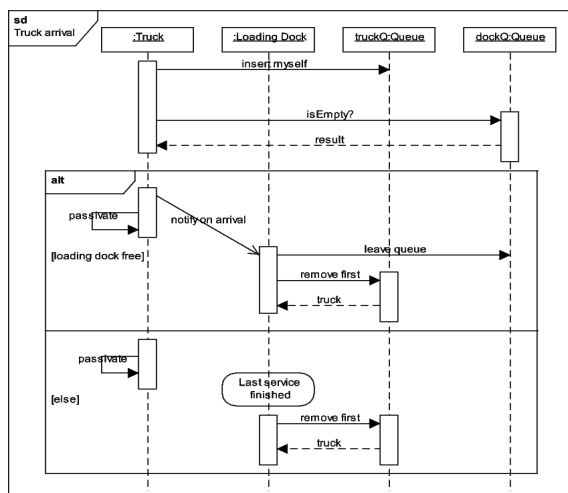 sd
Truck arrival
:Truck
:Loading Dock
truckQ:Queue
dockQ:Queue
insert myself
isEmpty?
result
alt
passivate
notify on arrival
[loading dock free]
leave queue
remove first
truck
passivate
Last service
finished
[else]
remove first
truck